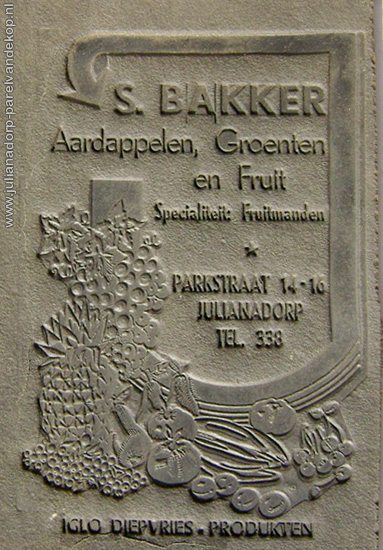 S. BAKKER
Aardappelen, Groenten
en Fruit
Specialiteit: Fruitmanden
*
PARKSTRAAT 14-16
JULIANADORP
TEL. 338
IGLO DIEPVRIES • PRODUKTEN
www.julianadorp-parelvandekop.nl